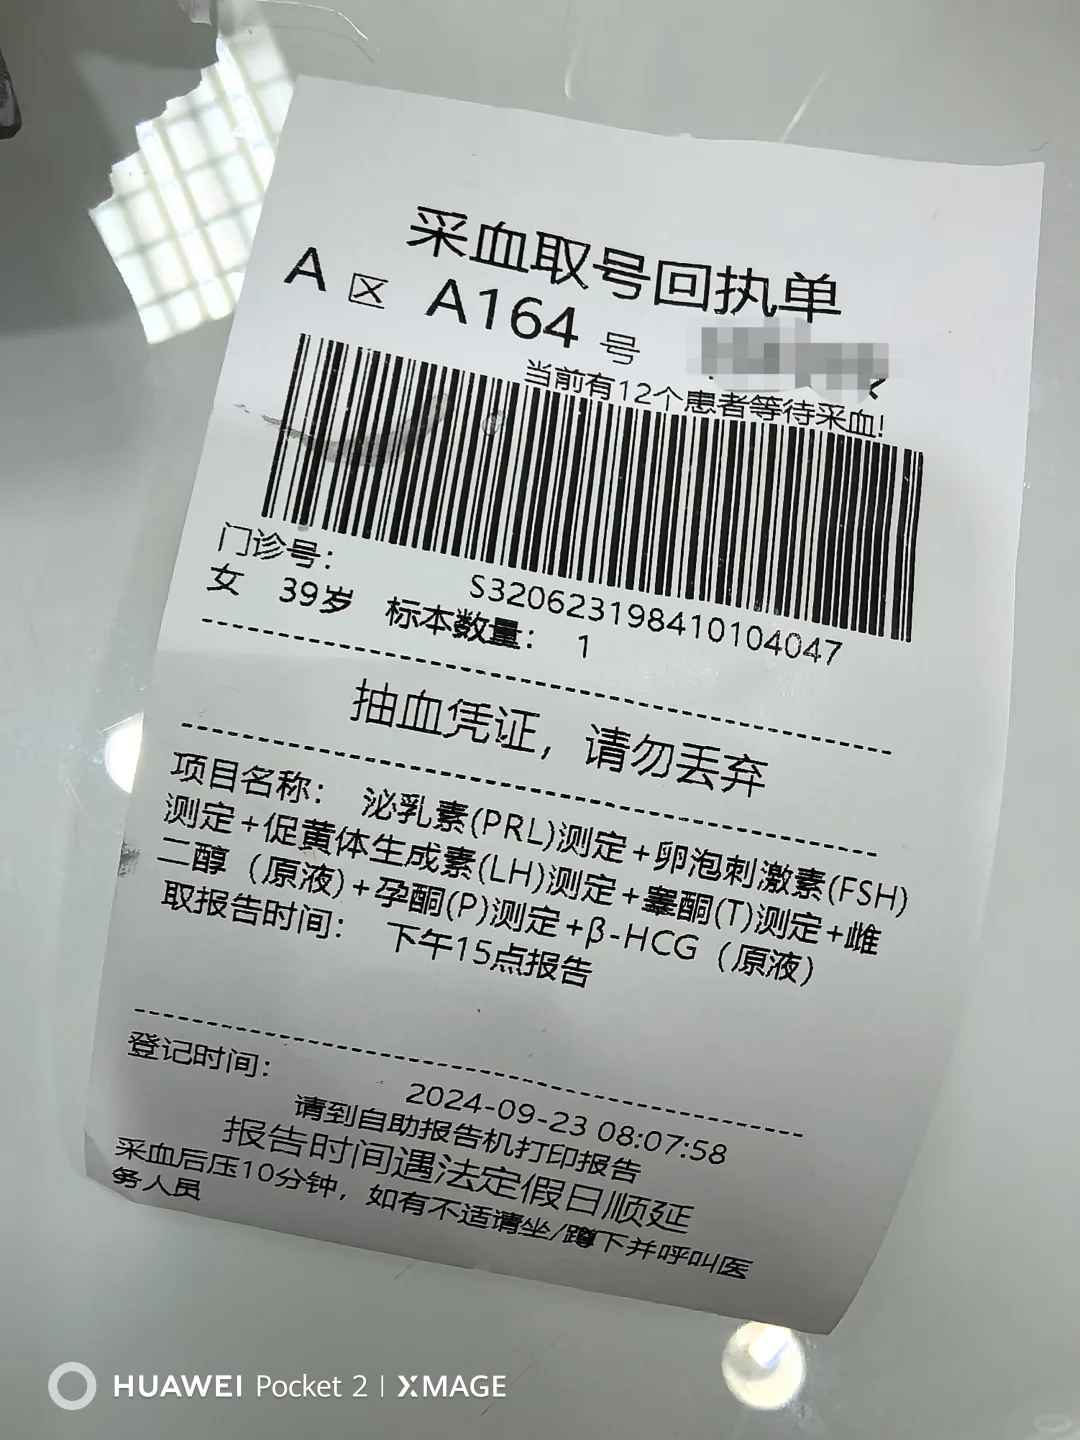 采血取号回执单
A区 A164号
当前有12个患者等待采血!
门诊号:
S320623198410104047
女 39岁 标本数量: 1
抽血凭证，请勿丢弃
项目名称: 泌乳素(PRL)测定+卵泡刺激素(FSH)
测定+促黄体生成素(LH)测定+睾酮(T)测定+雌
二醇（原液)+孕酮(P)测定+β-HCG（原液）
取报告时间: 下午15点报告
登记时间:
2024-09-23 08:07:58
请到自助报告机打印报告
报告时间遇法定假日顺延
采血后压10分钟，如有不适请坐/蹲下并呼叫医
务人员
HUAWEI Pocket 2 | XMAGE